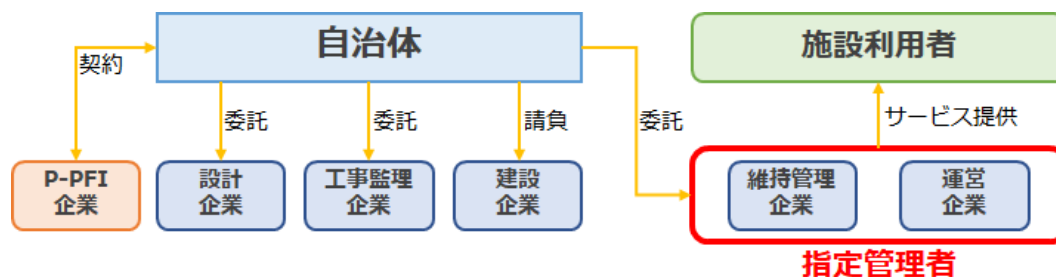 自治体
施設利用者
契約
委託
委託
請負
委託
サービス提供
P-PFI
企業
設計
企業
工事監理
企業
建設
企業
維持管理
企業
運営
企業
指定管理者